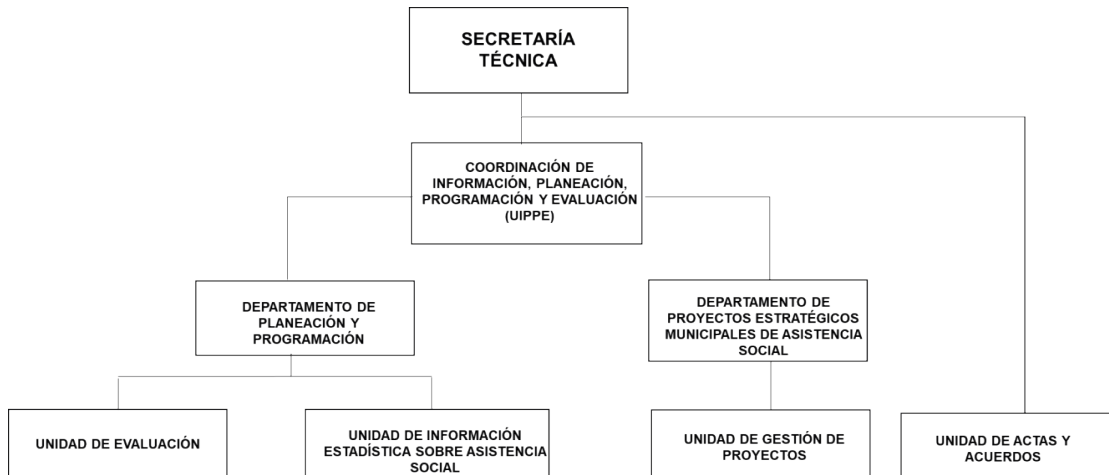 SECRETARÍA
TÉCNICA
COORDINACIÓN DE
INFORMACIÓN, PLANEACIÓN,
PROGRAMACIÓN Y EVALUACIÓN
(UIPPE)
DEPARTAMENTO DE
PLANEACIÓN Y
PROGRAMACIÓN
DEPARTAMENTO DE
PROYECTOS ESTRATÉGICOS
MUNICIPALES DE ASISTENCIA
SOCIAL
UNIDAD DE EVALUACIÓN
UNIDAD DE INFORMACIÓN
ESTADÍSTICA SOBRE ASISTENCIA
SOCIAL
UNIDAD DE GESTIÓN DE
PROYECTOS
UNIDAD DE ACTAS Y
ACUERDOS